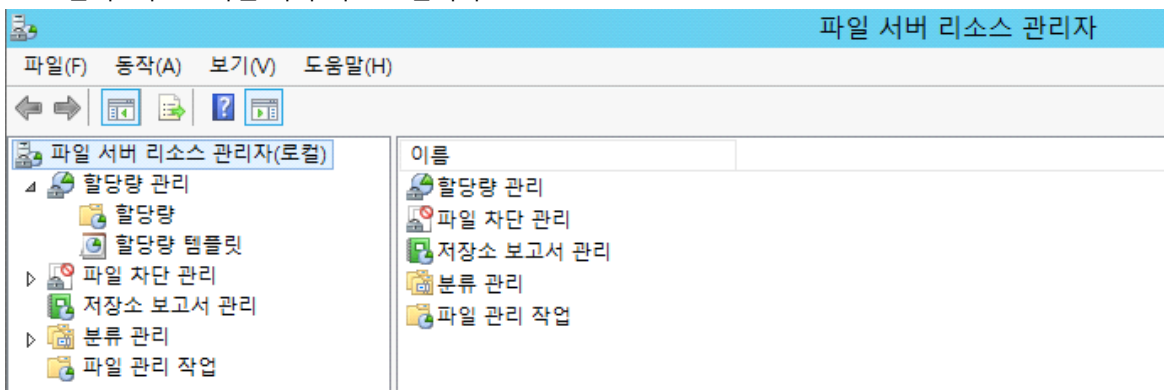 파일 서버 리소스 관리자
파일(F) 동작(A) 보기(V) 도움말(H)
파일 서버 리소스 관리자(로컬)
할당량 관리
할당량
할당량 템플릿
파일 차단 관리
저장소 보고서 관리
분류 관리
파일 관리 작업
이름
할당량 관리
파일 차단 관리
저장소 보고서 관리
분류 관리
파일 관리 작업